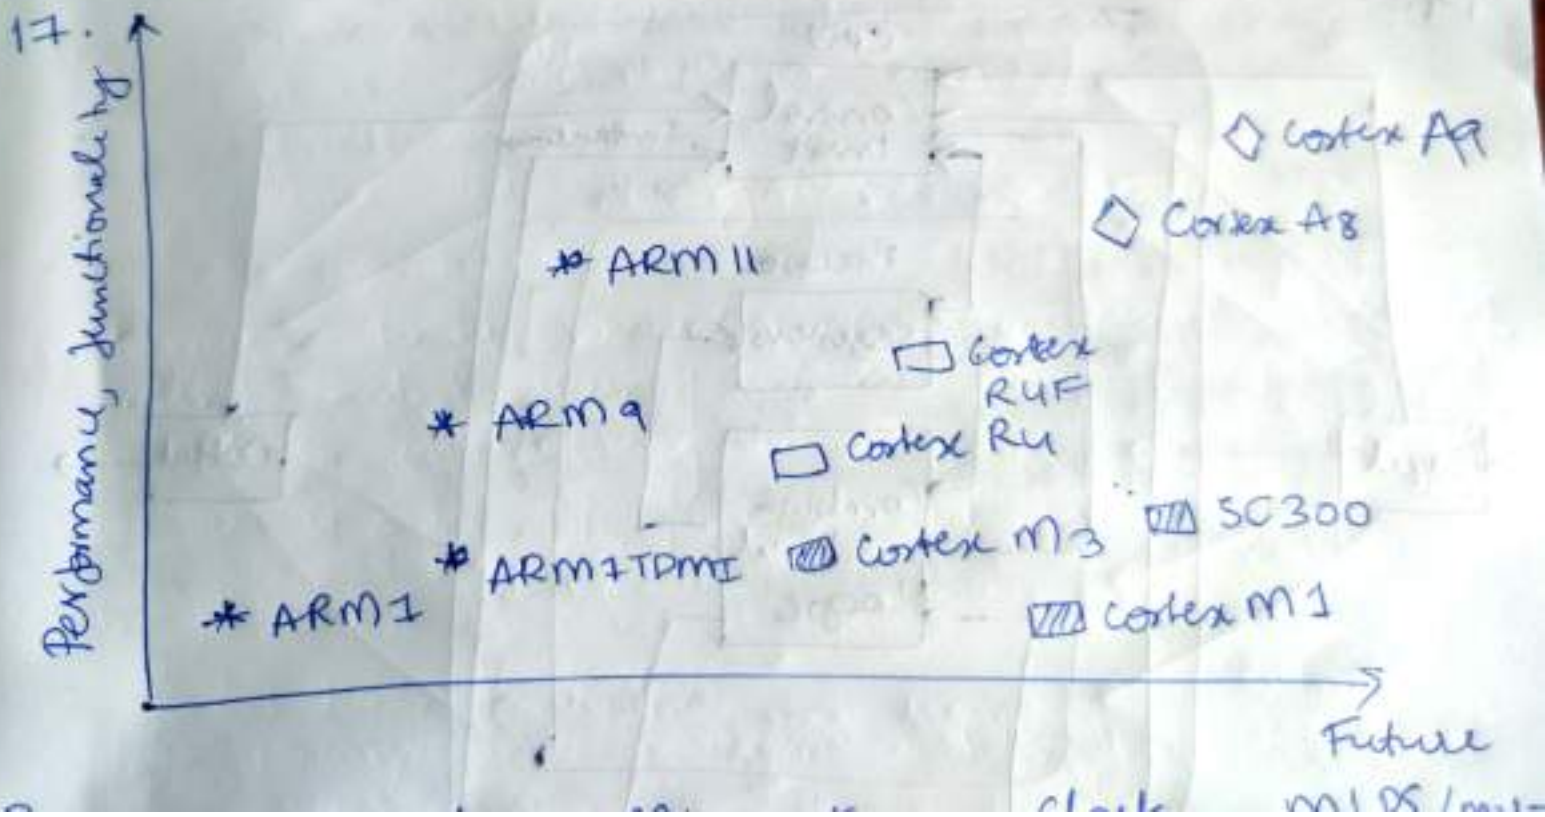 17.
Performance, functionality
Cortex A9
Cortex A8
ARM 11
Cortex
R4F
ARM 9
Cortex R4
SC300
Cortex M3
ARM7TDMI
ARM1
Cortex M1
Future
clock